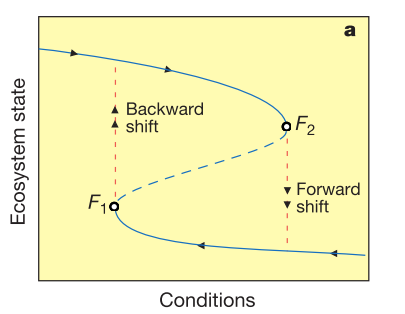 a
Ecosystem state
Backward
shift
F2
F1
Forward
shift
Conditions